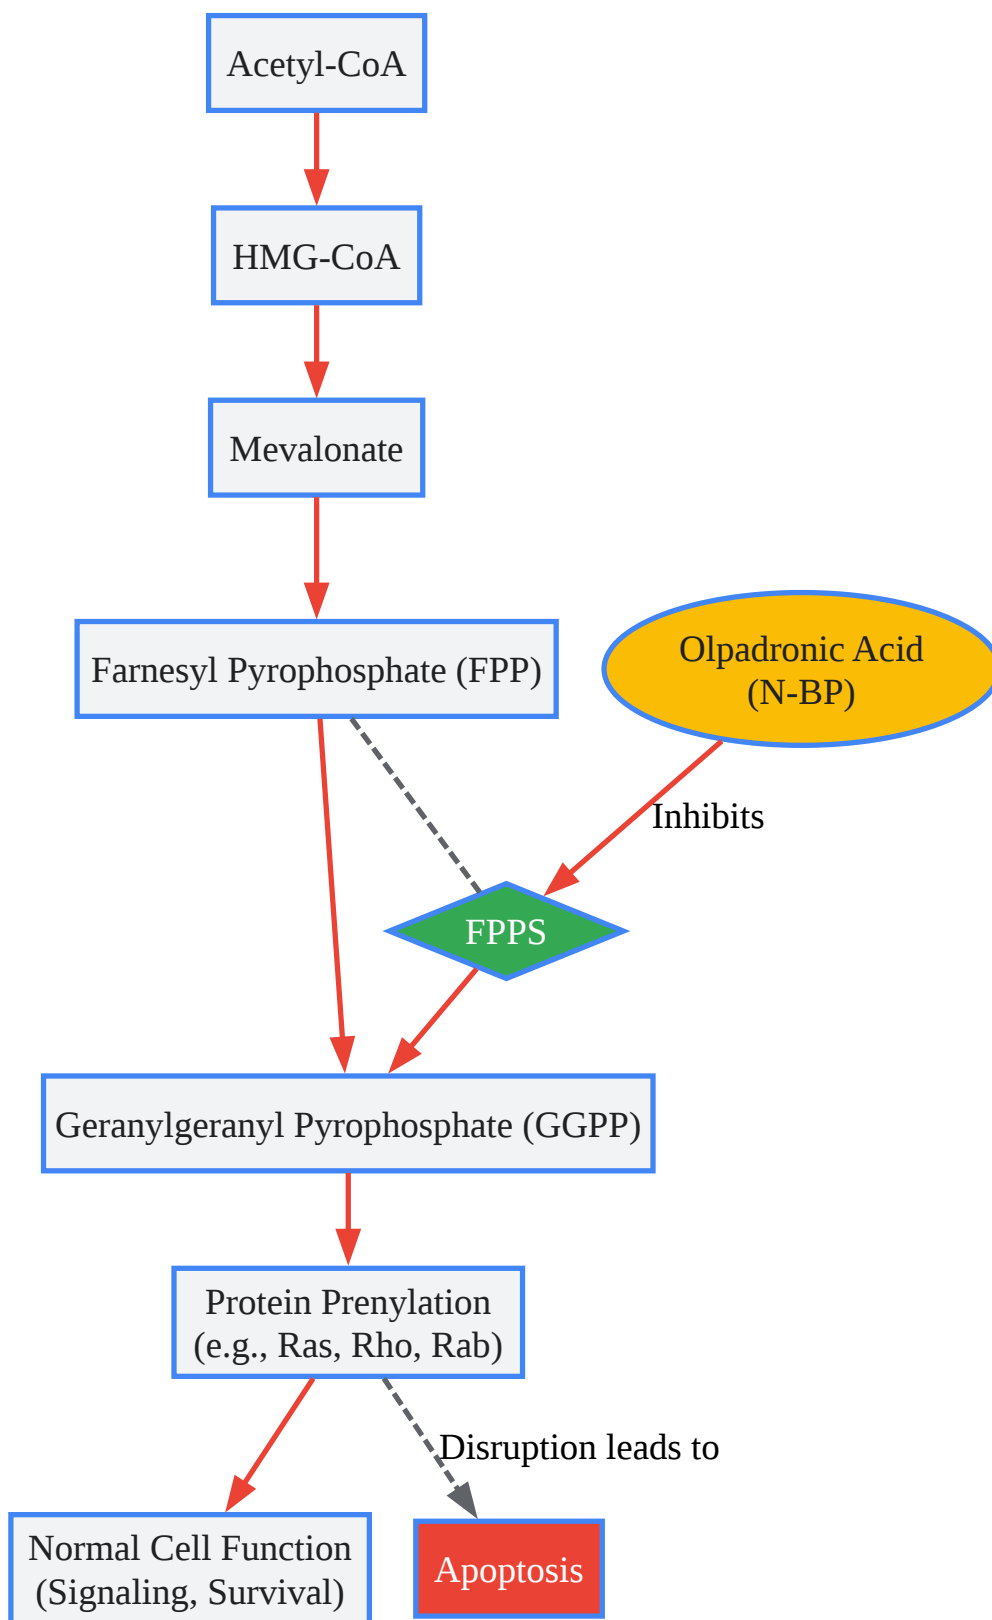 Acetyl-CoA
HMG-CoA
Mevalonate
Farnesyl Pyrophosphate (FPP)
Olpadronic Acid
(N-BP)
Inhibits
FPPS
Geranylgeranyl Pyrophosphate (GGPP)
Protein Prenylation
(e.g., Ras, Rho, Rab)
Disruption leads to
Normal Cell Function
(Signaling, Survival)
Apoptosis